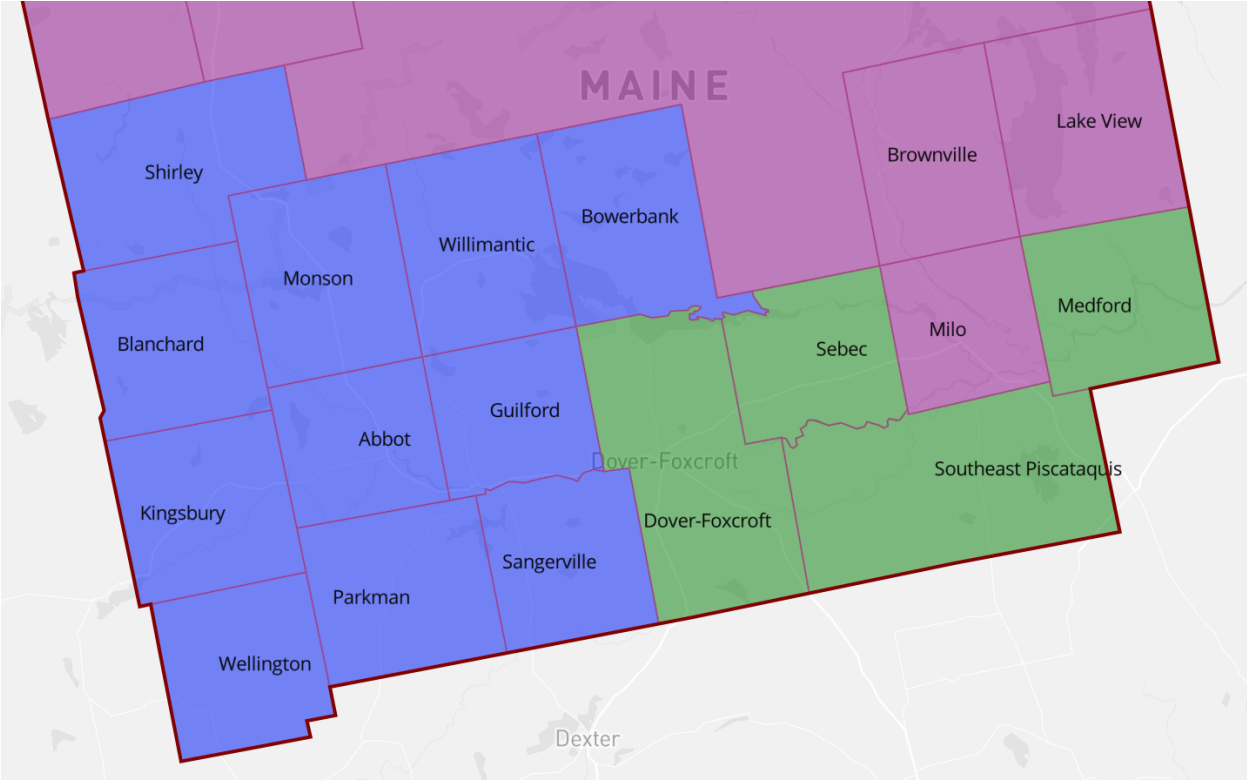 MAINE
Lake View
Brownville
Shirley
Bowerbank
Willimantic
Monson
Medford
Milo
Blanchard
Sebec
Guilford
Abbot
Dover-Foxcroft
Southeast Piscataquis
Kingsbury
Dover-Foxcroft
Sangerville
Parkman
Wellington
Dexter